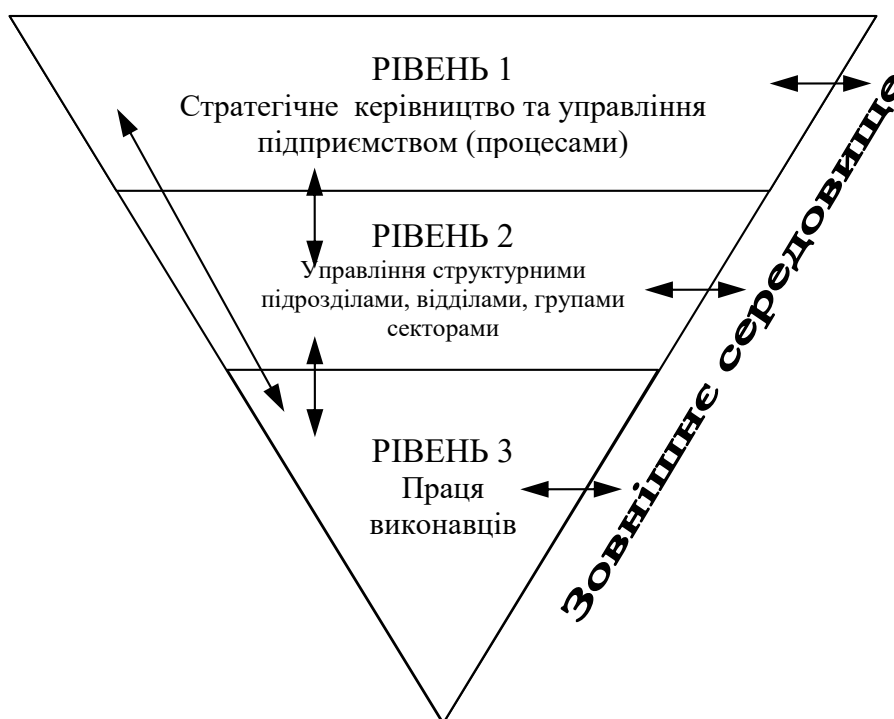 РІВЕНЬ 1
Стратегічне керівництво та управління
підприємством (процесами)
РІВЕНЬ 2
Управління структурними
підрозділами, відділами, групами
секторами
РІВЕНЬ 3
Праця
виконавців
Зовнішнє середовище